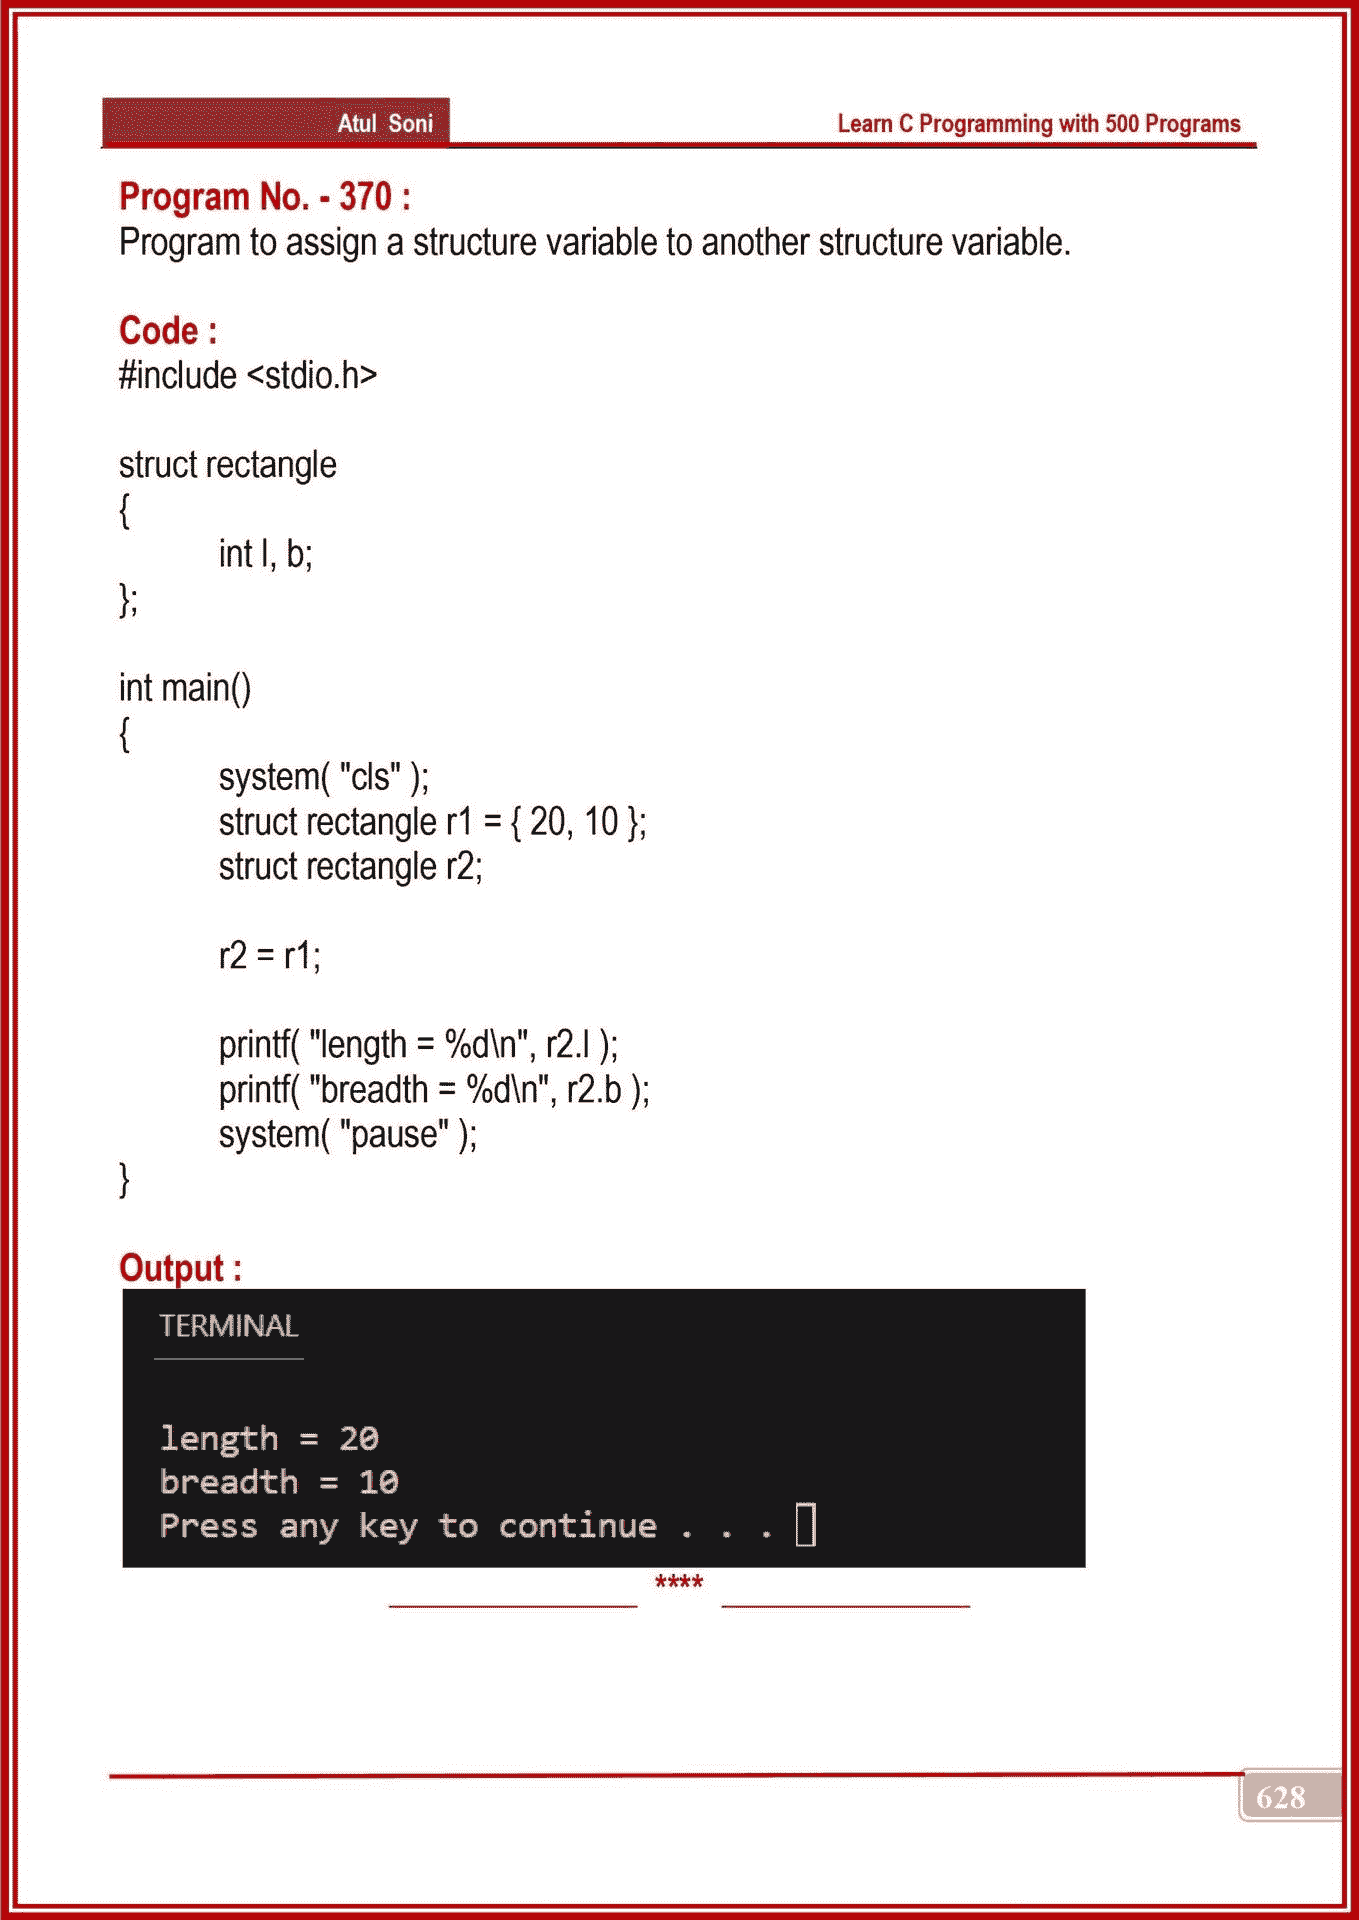 Atul Soni
Learn C Programming with 500 Programs
Program No. - 370 :
Program to assign a structure variable to another structure variable.
Code :
#include <stdio.h>
struct rectangle
{
int l, b;
};
int main()
{
system( "cls" );
struct rectangle r1 = { 20, 10 };
struct rectangle r2;
r2 = r1;
printf( "length = %d\n", r2.l );
printf( "breadth = %d\n", r2.b );
system( "pause" );
}
Output :
TERMINAL
length = 20
breadth = 10
Press any key to continue . . .
****
628